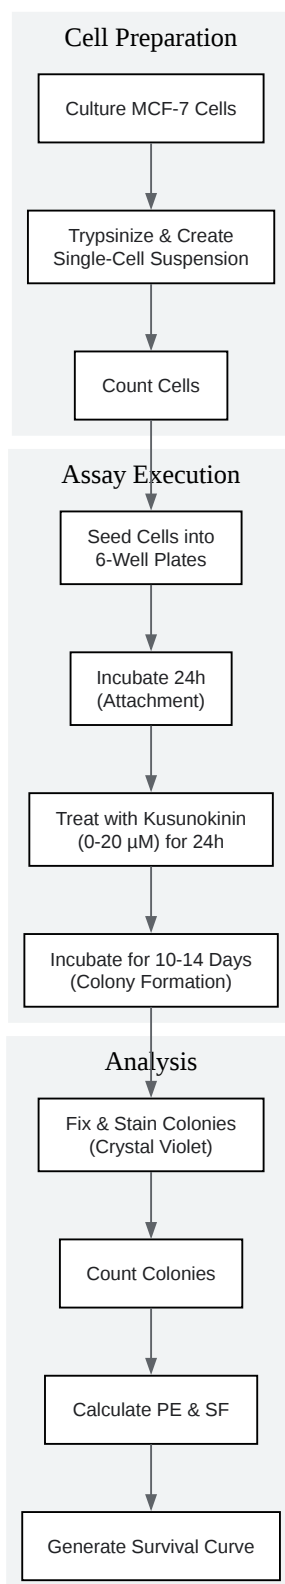 Cell Preparation
Culture MCF-7 Cells
Trypsinize & Create
Single-Cell Suspension
Count Cells
Assay Execution
Seed Cells into
6-Well Plates
Incubate 24h
(Attachment)
Treat with Kusunokinin
(0-20 µM) for 24h
Incubate for 10-14 Days
(Colony Formation)
Analysis
Fix & Stain Colonies
(Crystal Violet)
Count Colonies
Calculate PE & SF
Generate Survival Curve